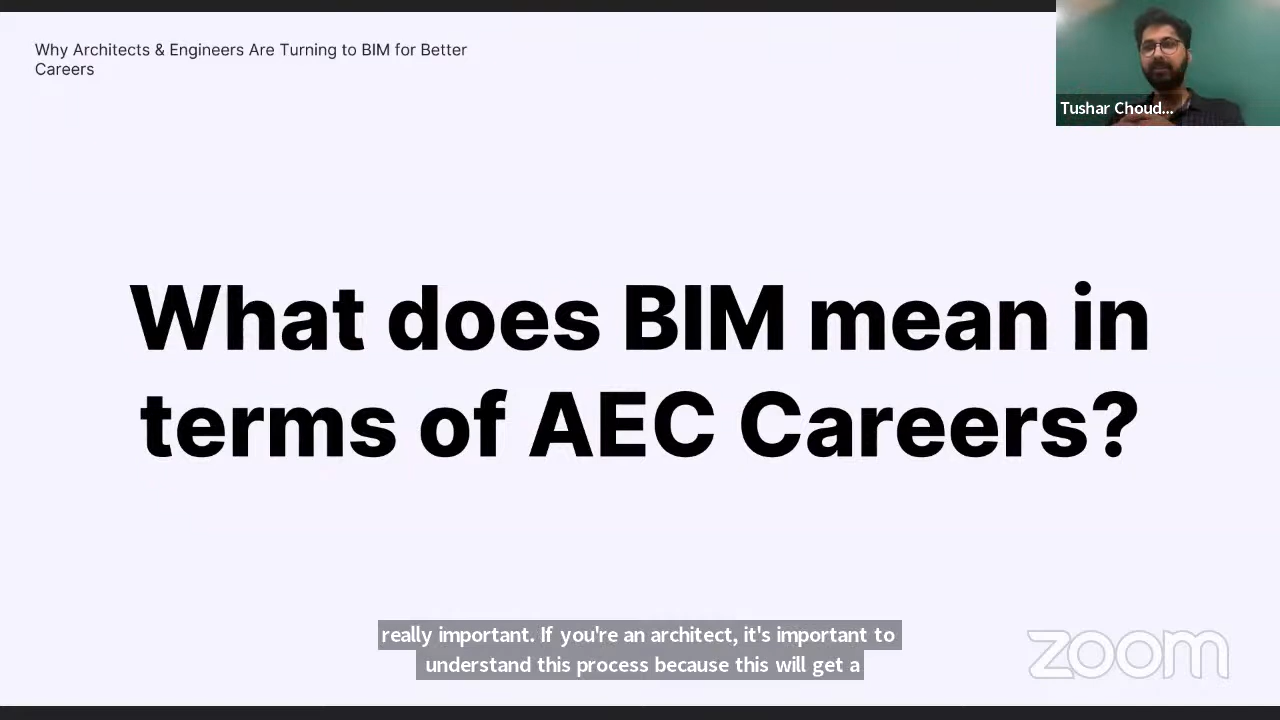 Why Architects & Engineers Are Turning to BIM for Better
Careers
Tushar Choud...
What does BIM mean in
terms of AEC Careers?
really important. If you're an architect, it's important to
understand this process because this will get a
zoom